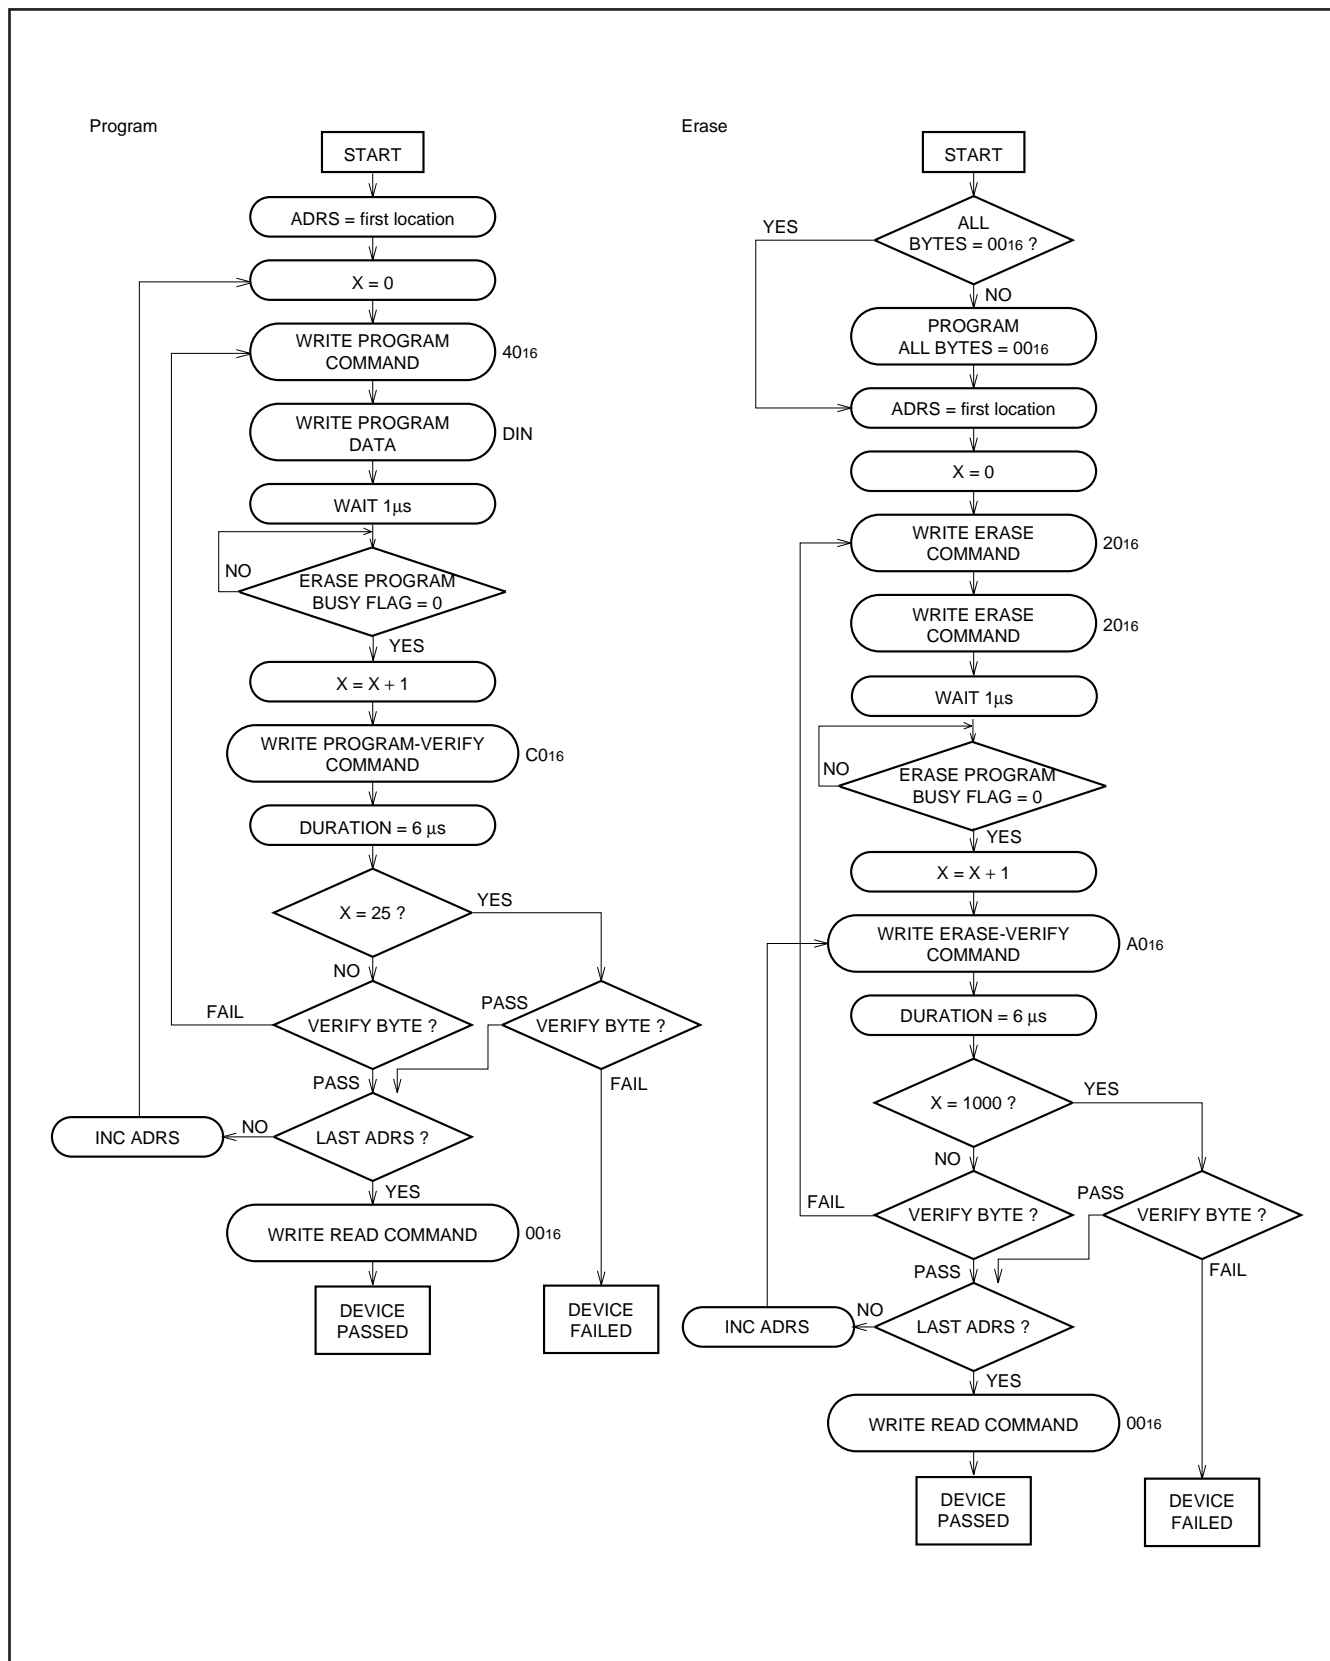 Program
START
ADRS = first location
X = 0
WRITE PROGRAM
COMMAND
4016
WRITE PROGRAM
DATA
DIN
WAIT 1µs
NO
ERASE PROGRAM
BUSY FLAG = 0
YES
X = X + 1
WRITE PROGRAM-VERIFY
COMMAND
C016
DURATION = 6 µs
X = 25 ?
YES
NO
FAIL
VERIFY BYTE ?
PASS
VERIFY BYTE ?
PASS
FAIL
INC ADRS
NO
LAST ADRS ?
YES
WRITE READ COMMAND
0016
DEVICE
PASSED
DEVICE
FAILED
Erase
START
YES
ALL
BYTES = 0016 ?
NO
PROGRAM
ALL BYTES = 0016
ADRS = first location
X = 0
WRITE ERASE
COMMAND
2016
WRITE ERASE
COMMAND
2016
WAIT 1µs
NO
ERASE PROGRAM
BUSY FLAG = 0
YES
X = X + 1
WRITE ERASE-VERIFY
COMMAND
A016
DURATION = 6 µs
X = 1000 ?
YES
NO
FAIL
VERIFY BYTE ?
PASS
VERIFY BYTE ?
PASS
FAIL
INC ADRS
NO
LAST ADRS ?
YES
WRITE READ COMMAND
0016
DEVICE
PASSED
DEVICE
FAILED